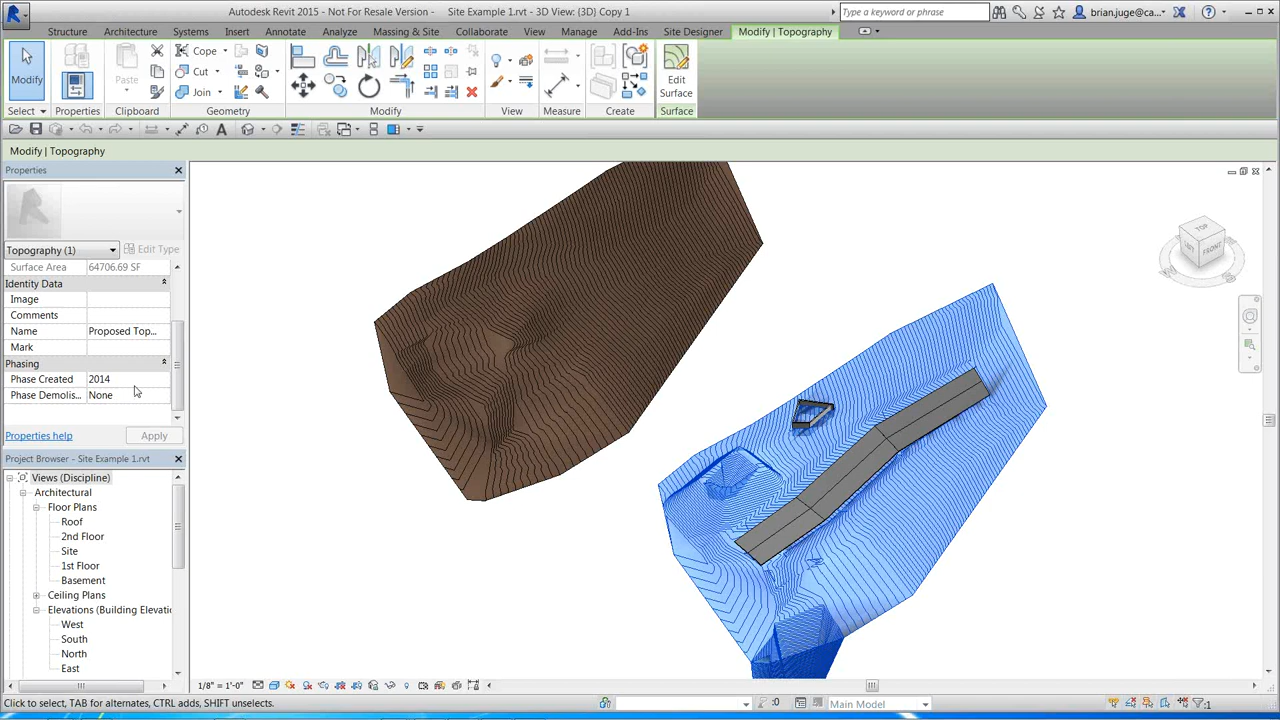 Autodesk Revit 2015 - Not For Resale Version - Site Example 1.rvt - 3D View: {3D} Copy 1
Type a keyword or phrase
brian.juge@ca...
Structure Architecture Systems Insert Annotate Analyze Massing & Site Collaborate View Manage Add-Ins Site Designer Modify | Topography
Modify
Paste
Cope
Cut
Join
Edit
Surface
Select Properties Clipboard Geometry Modify View Measure Create Surface
Modify | Topography
Properties
Topography (1)
Edit Type
Surface Area 64706.69 SF
Identity Data
Image
Comments
Name Proposed Top...
Mark
Phasing
Phase Created 2014
Phase Demolis... None
Properties help
Apply
Project Browser - Site Example 1.rvt
Views (Discipline)
Architectural
Floor Plans
Roof
2nd Floor
Site
1st Floor
Basement
Ceiling Plans
Elevations (Building Elevatio
West
South
North
East
TOP
LEFT
FRONT
1/8" = 1'-0"
Click to select, TAB for alternates, CTRL adds, SHIFT unselects.
:0
Main Model
:1